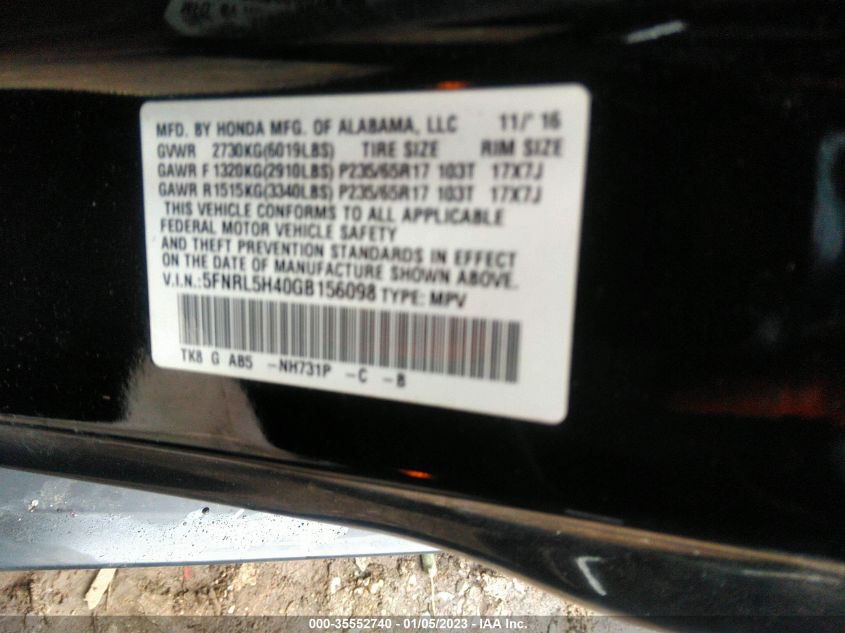 MFD. BY HONDA MFG. OF ALABAMA, LLC 11/'16
GVWR 2730KG(6019LBS) TIRE SIZE RIM SIZE
GAWR F 1320KG(2910LBS) P235/65R17 103T 17X7J
GAWR R1515KG(3340LBS) P235/65R17 103T 17X7J
THIS VEHICLE CONFORMS TO ALL APPLICABLE
FEDERAL MOTOR VEHICLE SAFETY
AND THEFT PREVENTION STANDARDS IN EFFECT
ON THE DATE OF MANUFACTURE SHOWN ABOVE.
V.I.N.:5FNRL5H40GB156098 TYPE: MPV
TK8 G AB5 -NH731P -C -B
000-35552740 - 01/05/2023 - IAA Inc.